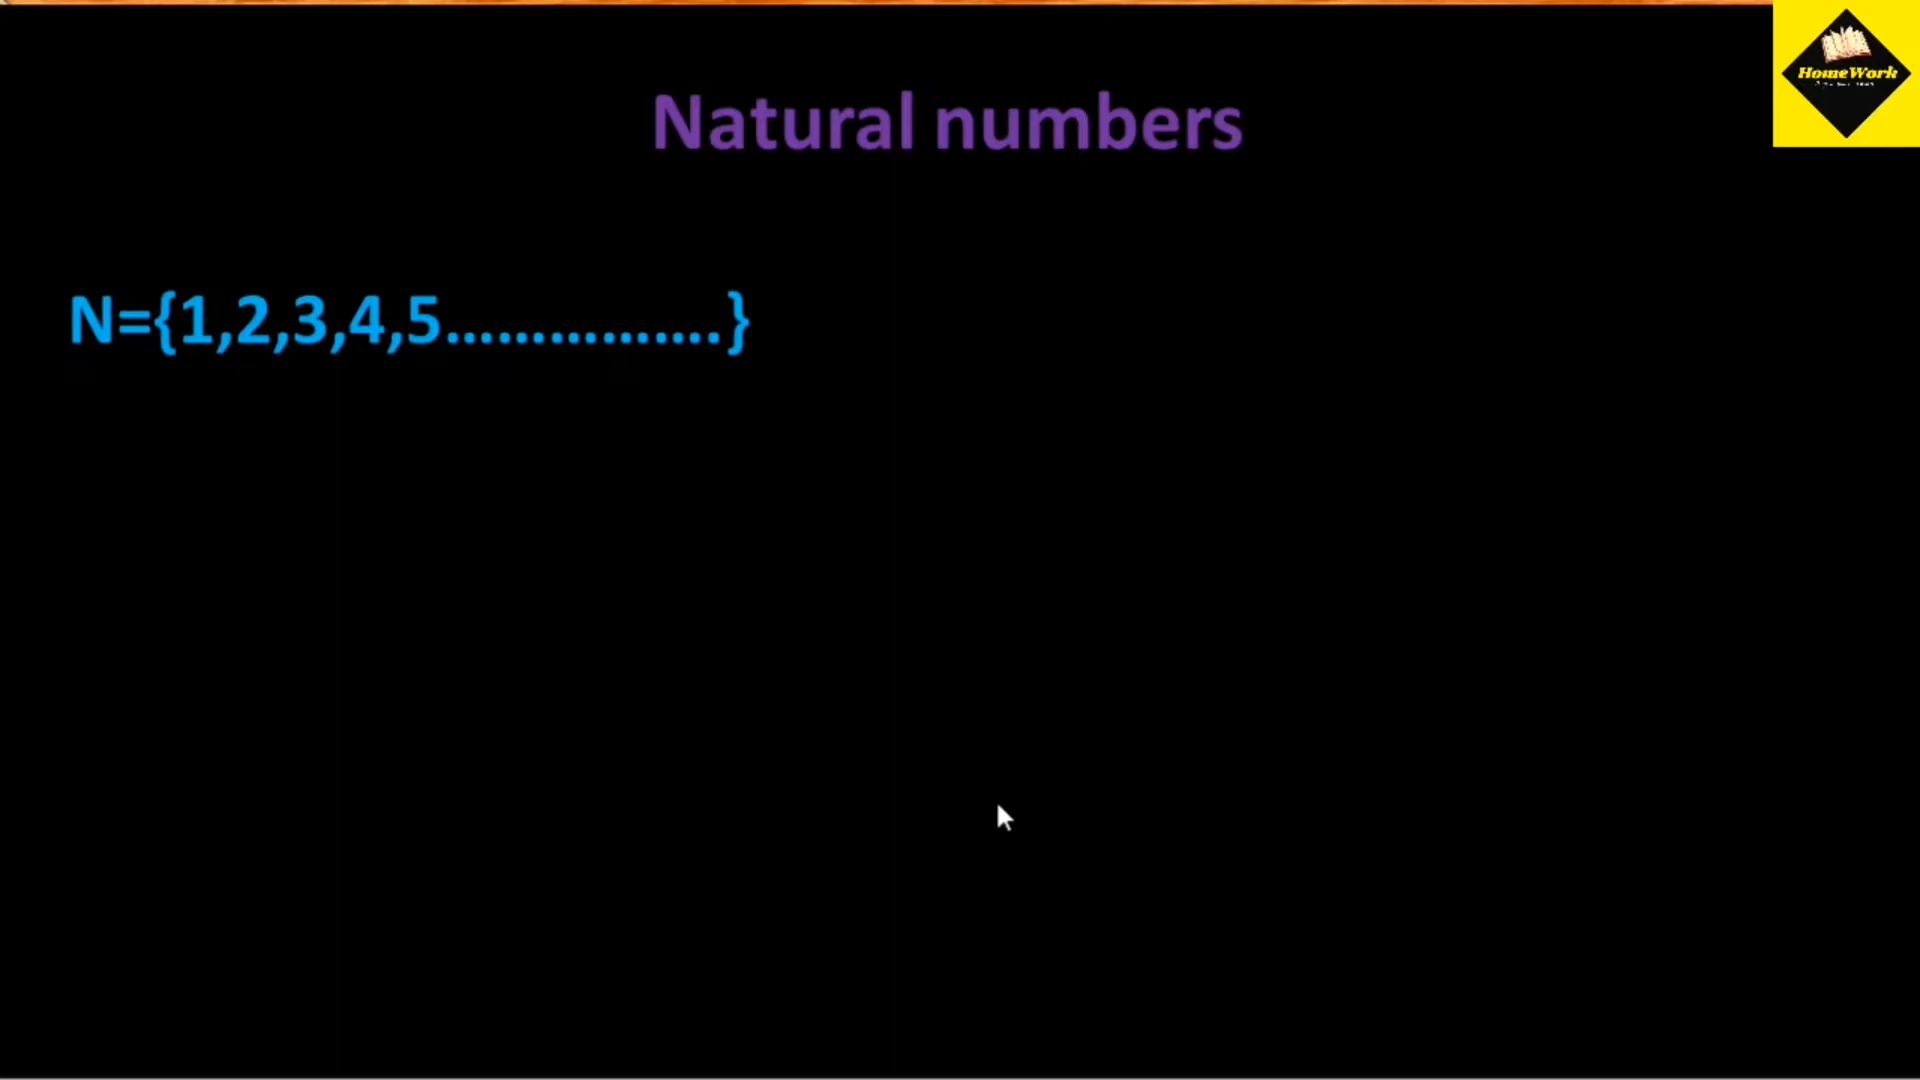 Natural numbers
HomeWork
N={1,2,3,4,5................}